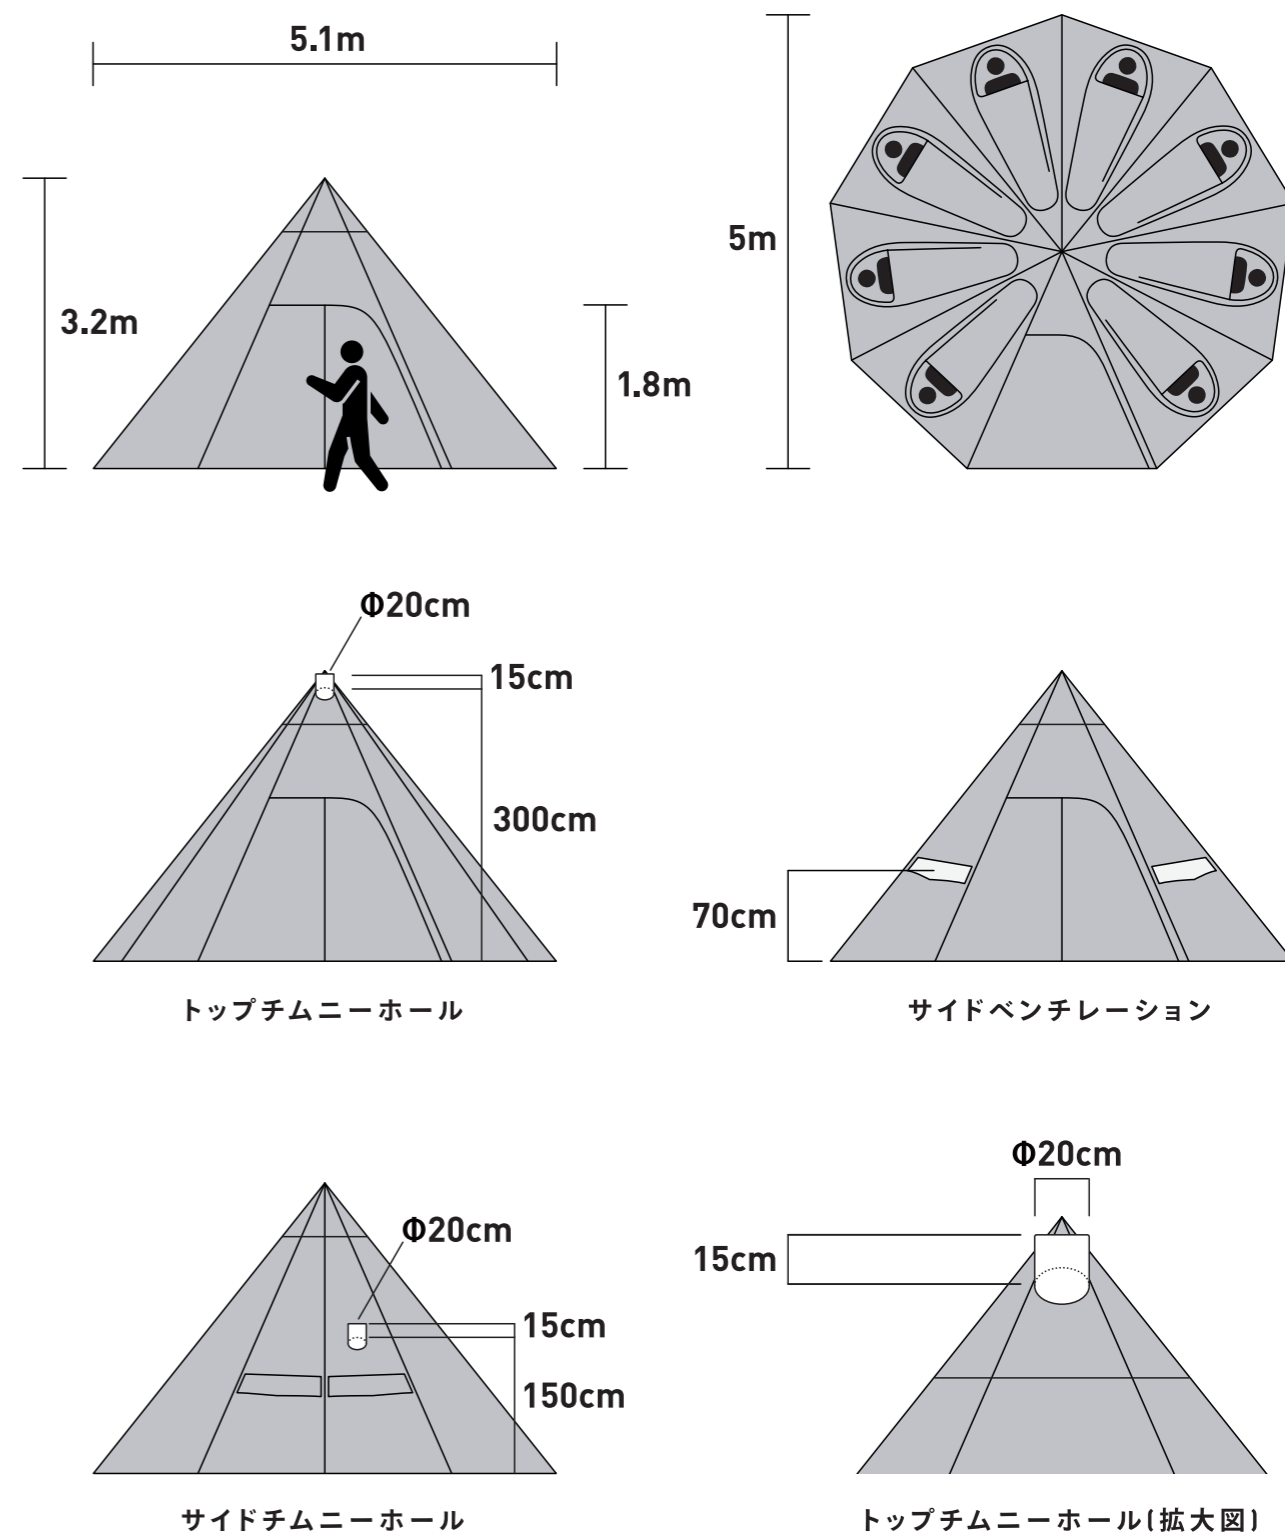 5.1m
3.2m
1.8m
5m
Φ20cm
15cm
300cm
トップチムニーホール
70cm
サイドベンチレーション
Φ20cm
15cm
150cm
サイドチムニーホール
Φ20cm
15cm
トップチムニーホール(拡大図)